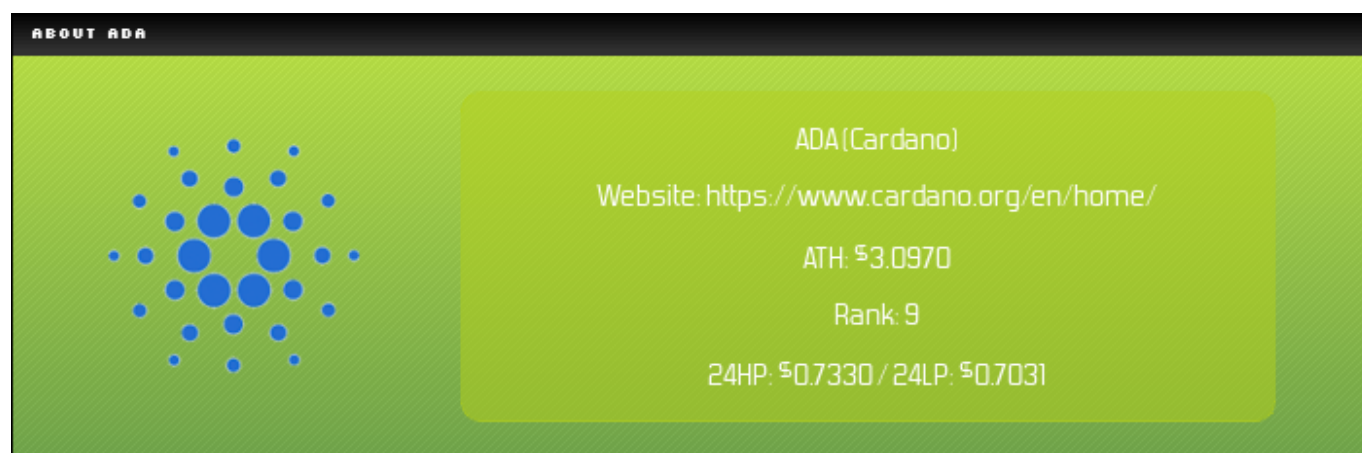 ABOUT ADA
ADA (Cardano)
Website: https://www.cardano.org/en/home/
ATH: $3.0970
Rank: 9
24HP: $0.7330 / 24LP: $0.7031